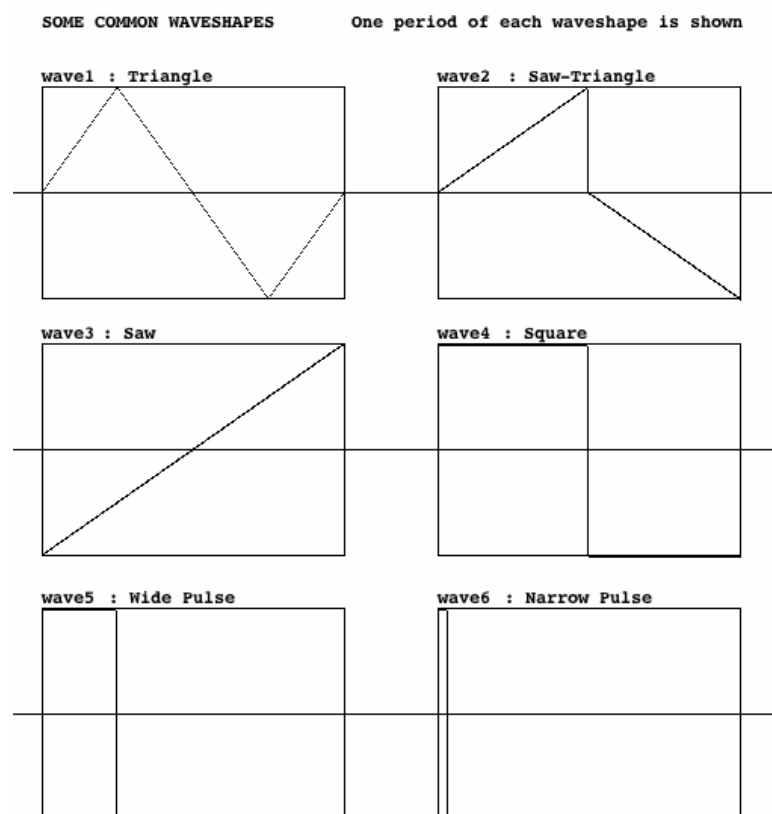 SOME COMMON WAVESHAPES One period of each waveshape is shown
wave1 : Triangle
wave2 : Saw-Triangle
wave3 : Saw
wave4 : Square
wave5 : Wide Pulse
wave6 : Narrow Pulse